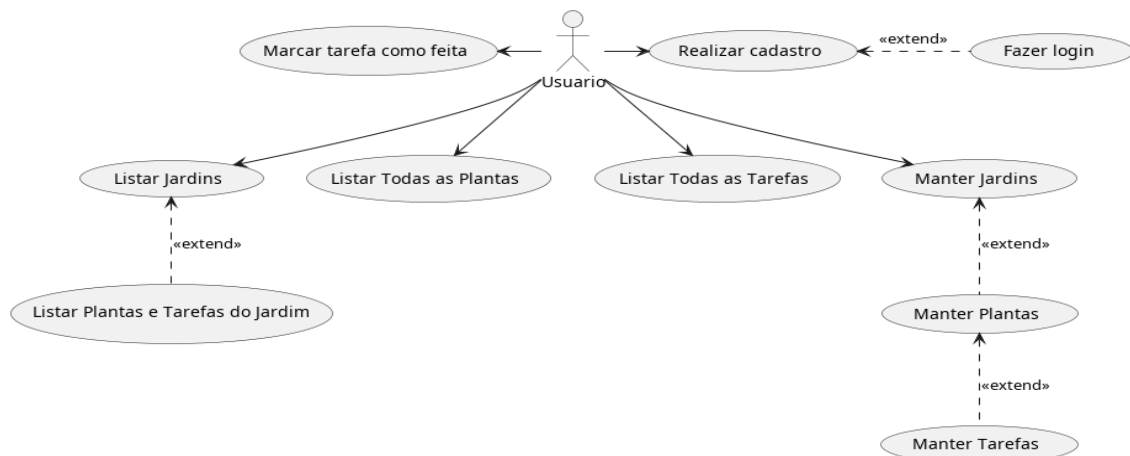 Marcar tarefa como feita
Realizar cadastro
«extend»
Fazer login
Usuario
Listar Jardins
Listar Todas as Plantas
Listar Todas as Tarefas
Manter Jardins
«extend»
«extend»
Listar Plantas e Tarefas do Jardim
Manter Plantas
«extend»
Manter Tarefas